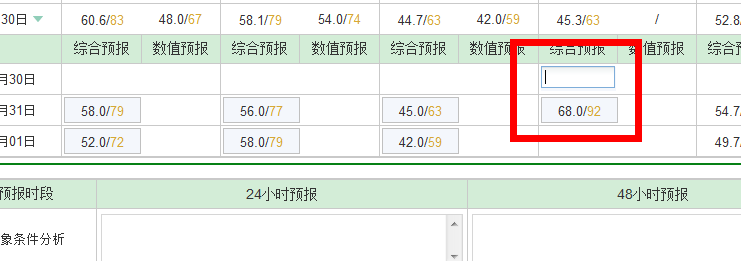 30日 60.6/83 48.0/67 58.1/79 54.0/74 44.7/63 42.0/59 45.3/63 / 52.8
综合预报 数值预报 综合预报 数值预报 综合预报 数值预报 综合预报 数值预报 综
月30日
月31日 58.0/79 56.0/77 45.0/63 68.0/92 54.7
月01日 52.0/72 58.0/79 42.0/59 49.7
预报时段 24小时预报 48小时预报
象条件分析